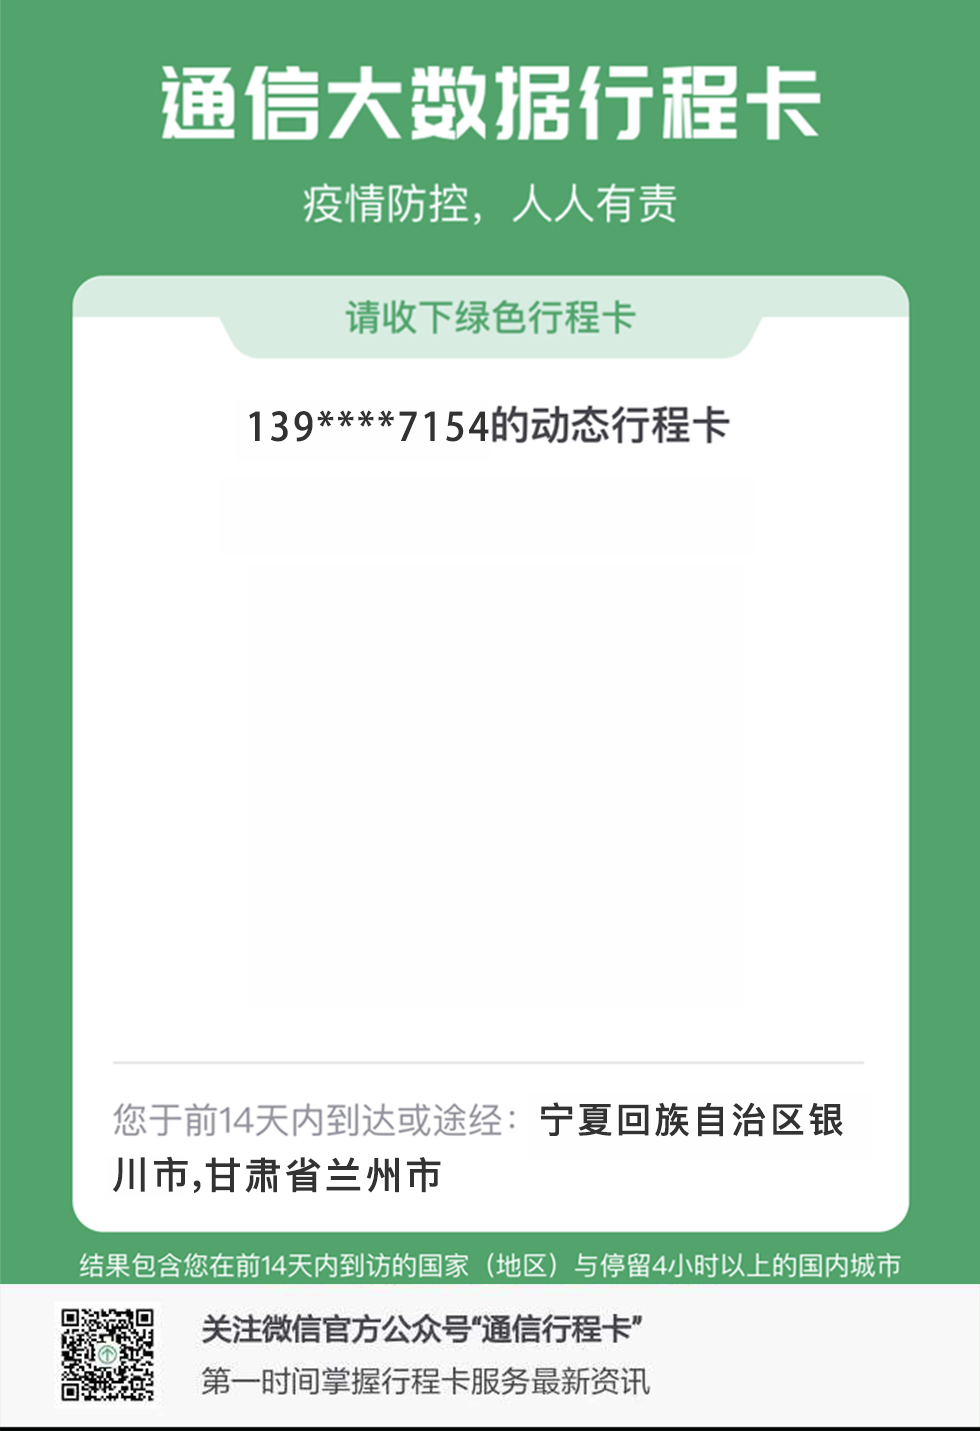 通信大数据行程卡
疫情防控，人人有责
请收下绿色行程卡
139****7154的动态行程卡
您于前14天内到达或途经：宁夏回族自治区银
川市,甘肃省兰州市
结果包含您在前14天内到访的国家（地区）与停留4小时以上的国内城市
关注微信官方公众号“通信行程卡”
第一时间掌握行程卡服务最新资讯